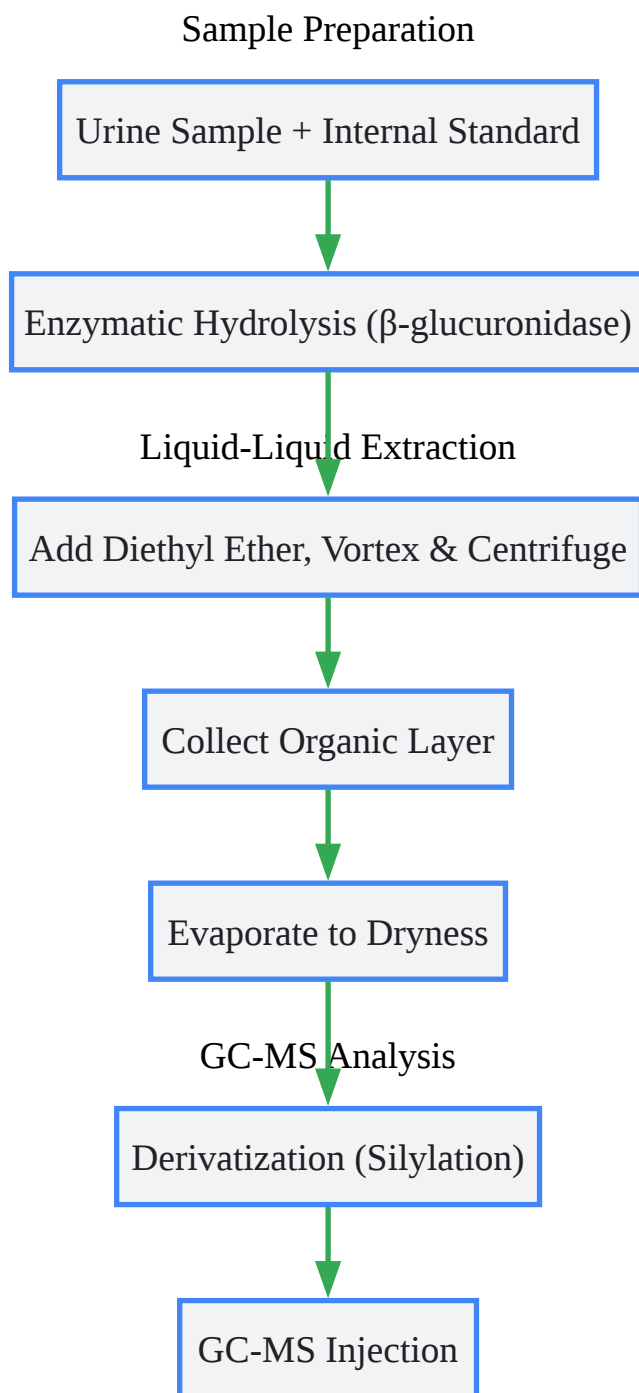 Sample Preparation
Urine Sample + Internal Standard
Enzymatic Hydrolysis (β-glucuronidase)
Liquid-Liquid Extraction
Add Diethyl Ether, Vortex & Centrifuge
Collect Organic Layer
Evaporate to Dryness
GC-MS Analysis
Derivatization (Silylation)
GC-MS Injection